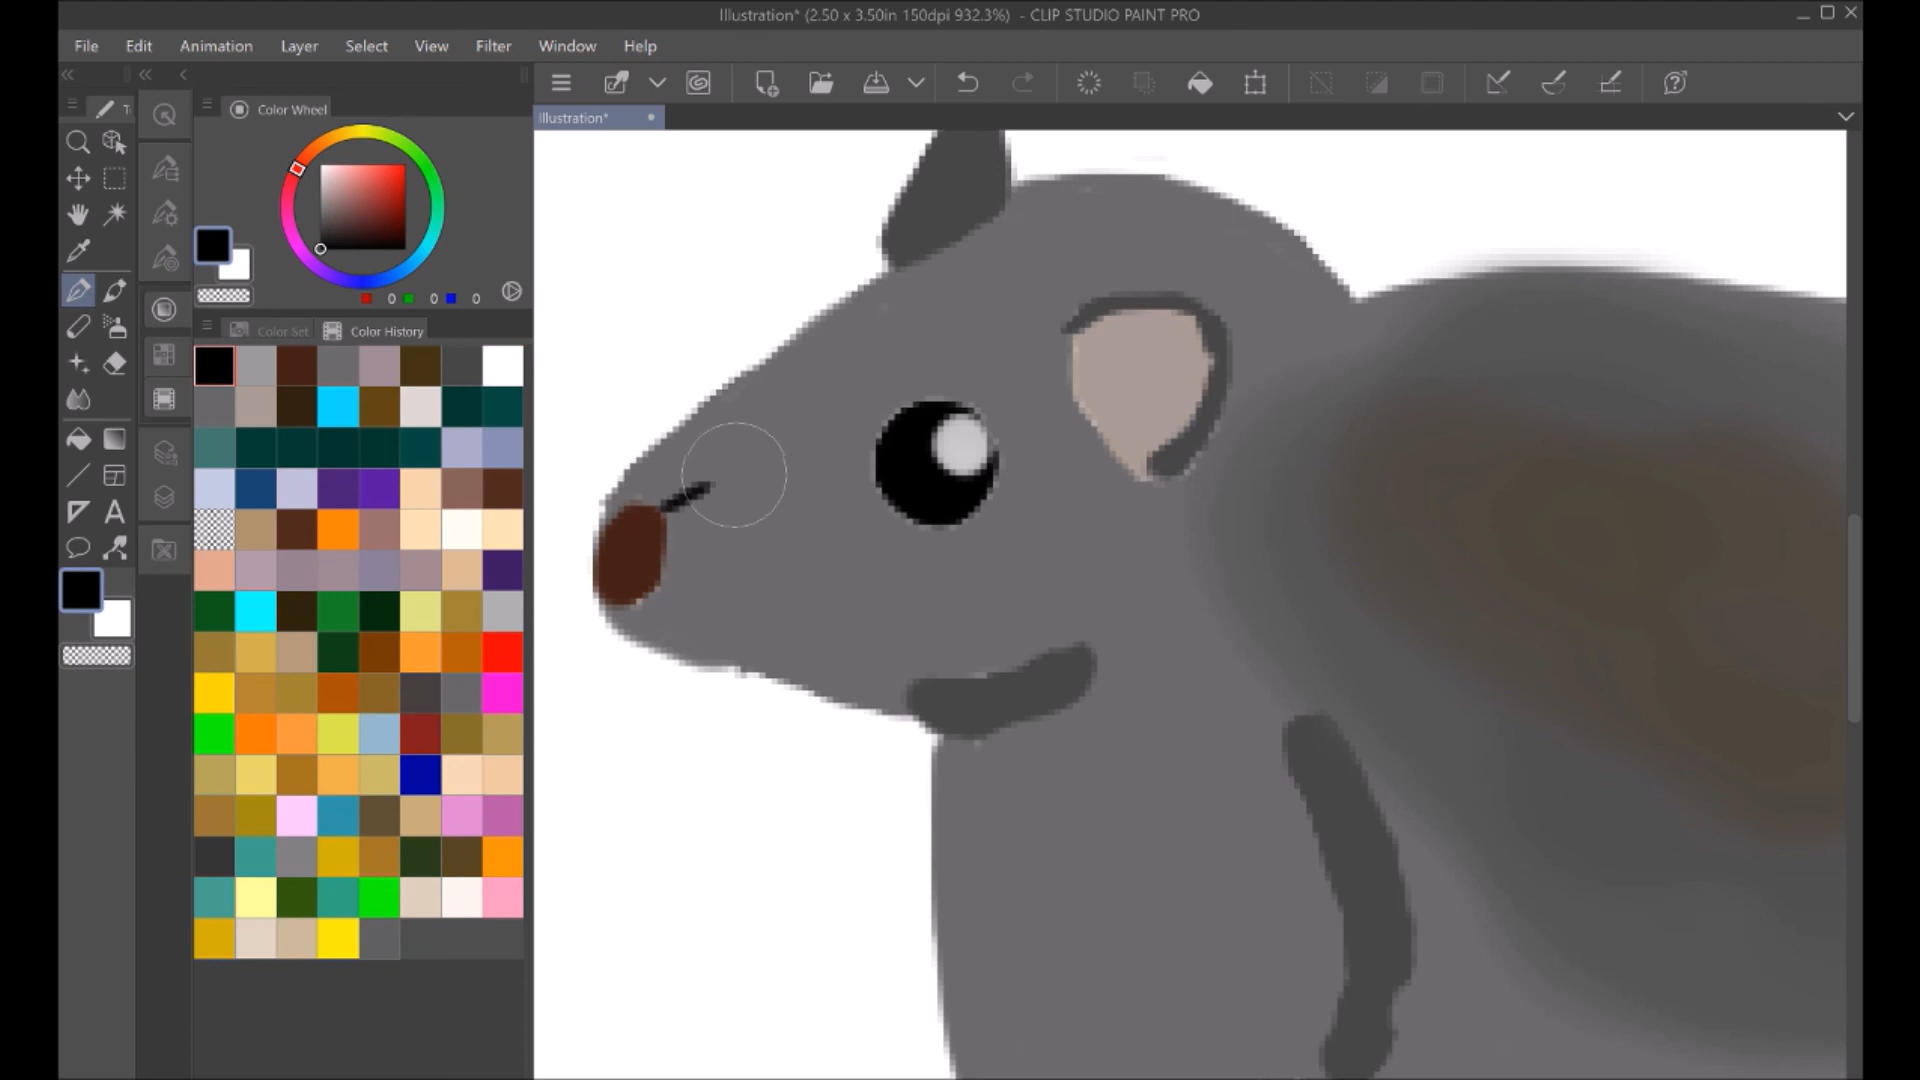 Illustration* (2.50 x 3.50in 150dpi 932.3%) - CLIP STUDIO PAINT PRO
File Edit Animation Layer Select View Filter Window Help
Illustration*
Color Wheel
0 0 0
Color Set Color History